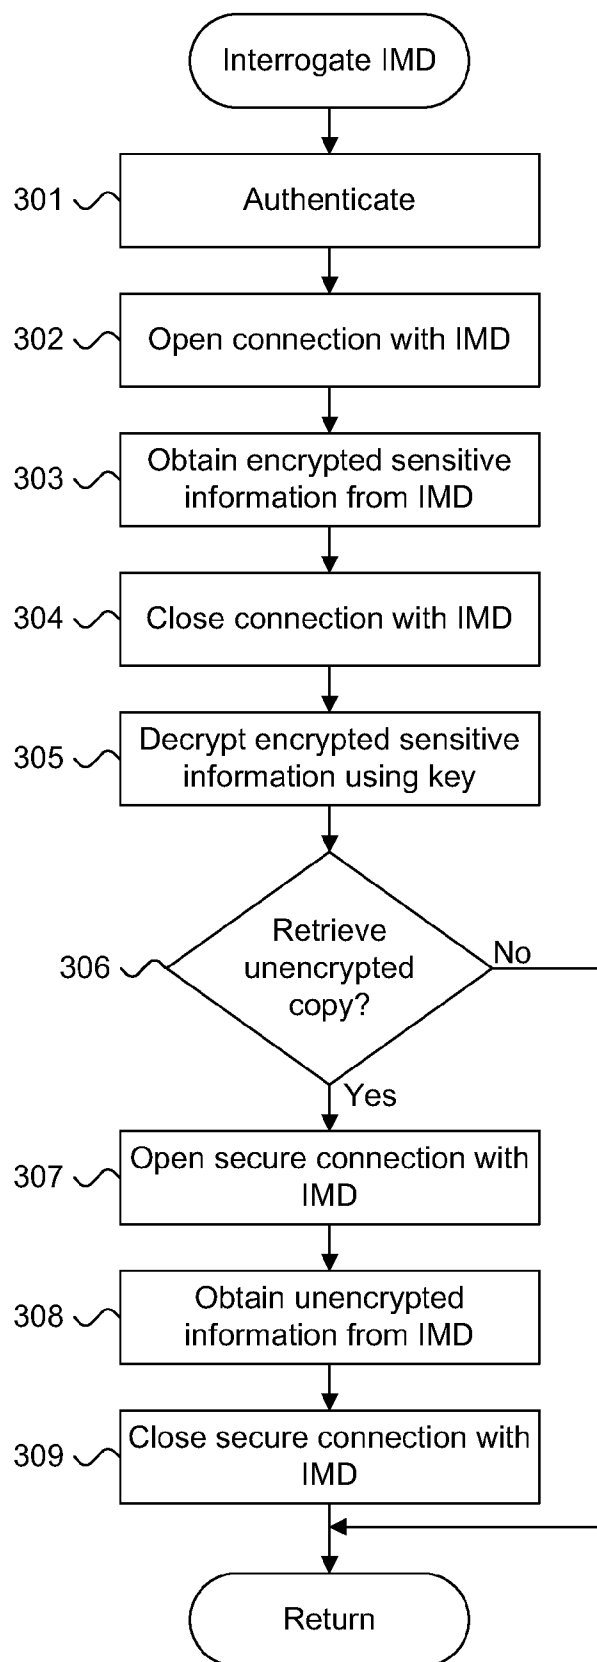 Interrogate IMD
301
Authenticate
302
Open connection with IMD
303
Obtain encrypted sensitive
information from IMD
304
Close connection with IMD
305
Decrypt encrypted sensitive
information using key
306
Retrieve
unencrypted
copy?
No
Yes
307
Open secure connection with
IMD
308
Obtain unencrypted
information from IMD
309
Close secure connection with
IMD
Return